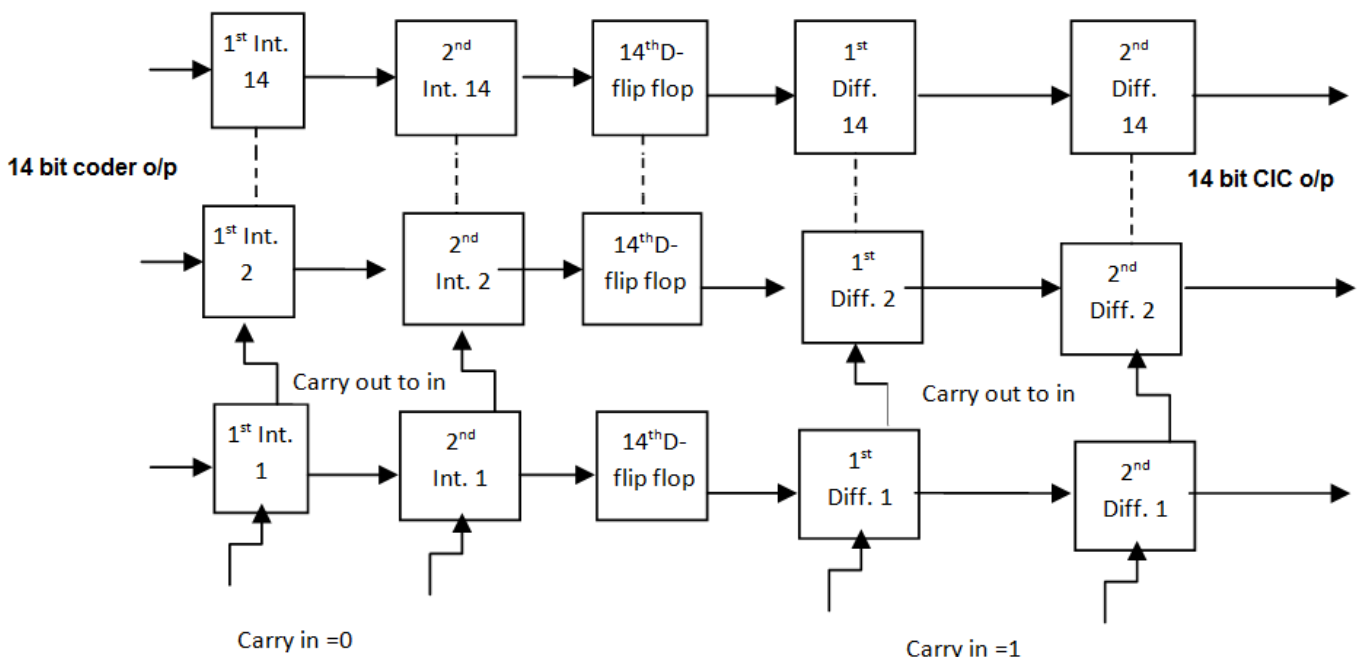 1st Int.
14
2nd
Int. 14
14thD-
flip flop
1st
Diff.
14
2nd
Diff.
14
14 bit coder o/p
14 bit CIC o/p
1st Int.
2
2nd
Int. 2
14thD-
flip flop
1st
Diff. 2
2nd
Diff. 2
Carry out to in
Carry out to in
1st Int.
1
2nd
Int. 1
14thD-
flip flop
1st
Diff. 1
2nd
Diff. 1
Carry in =0
Carry in =1